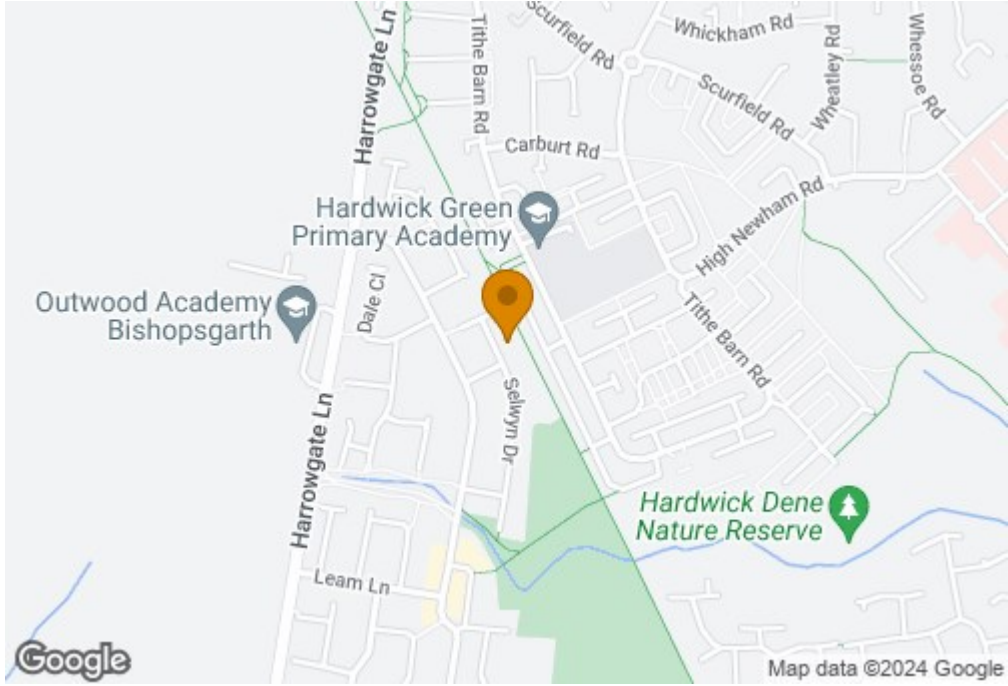 Scurfield Rd
Whickham Rd
Tithe Barn Rd
Harrowgate Ln
Scurfield Rd
Wheatley Rd
Whessoe Rd
Carburt Rd
Hardwick Green
Primary Academy
High Newham Rd
Outwood Academy
Bishopsgarth
Dale Cl
Tithe Barn Rd
Selwyn Dr
Harrowgate Ln
Hardwick Dene
Nature Reserve
Leam Ln
Google
Map data ©2024 Google